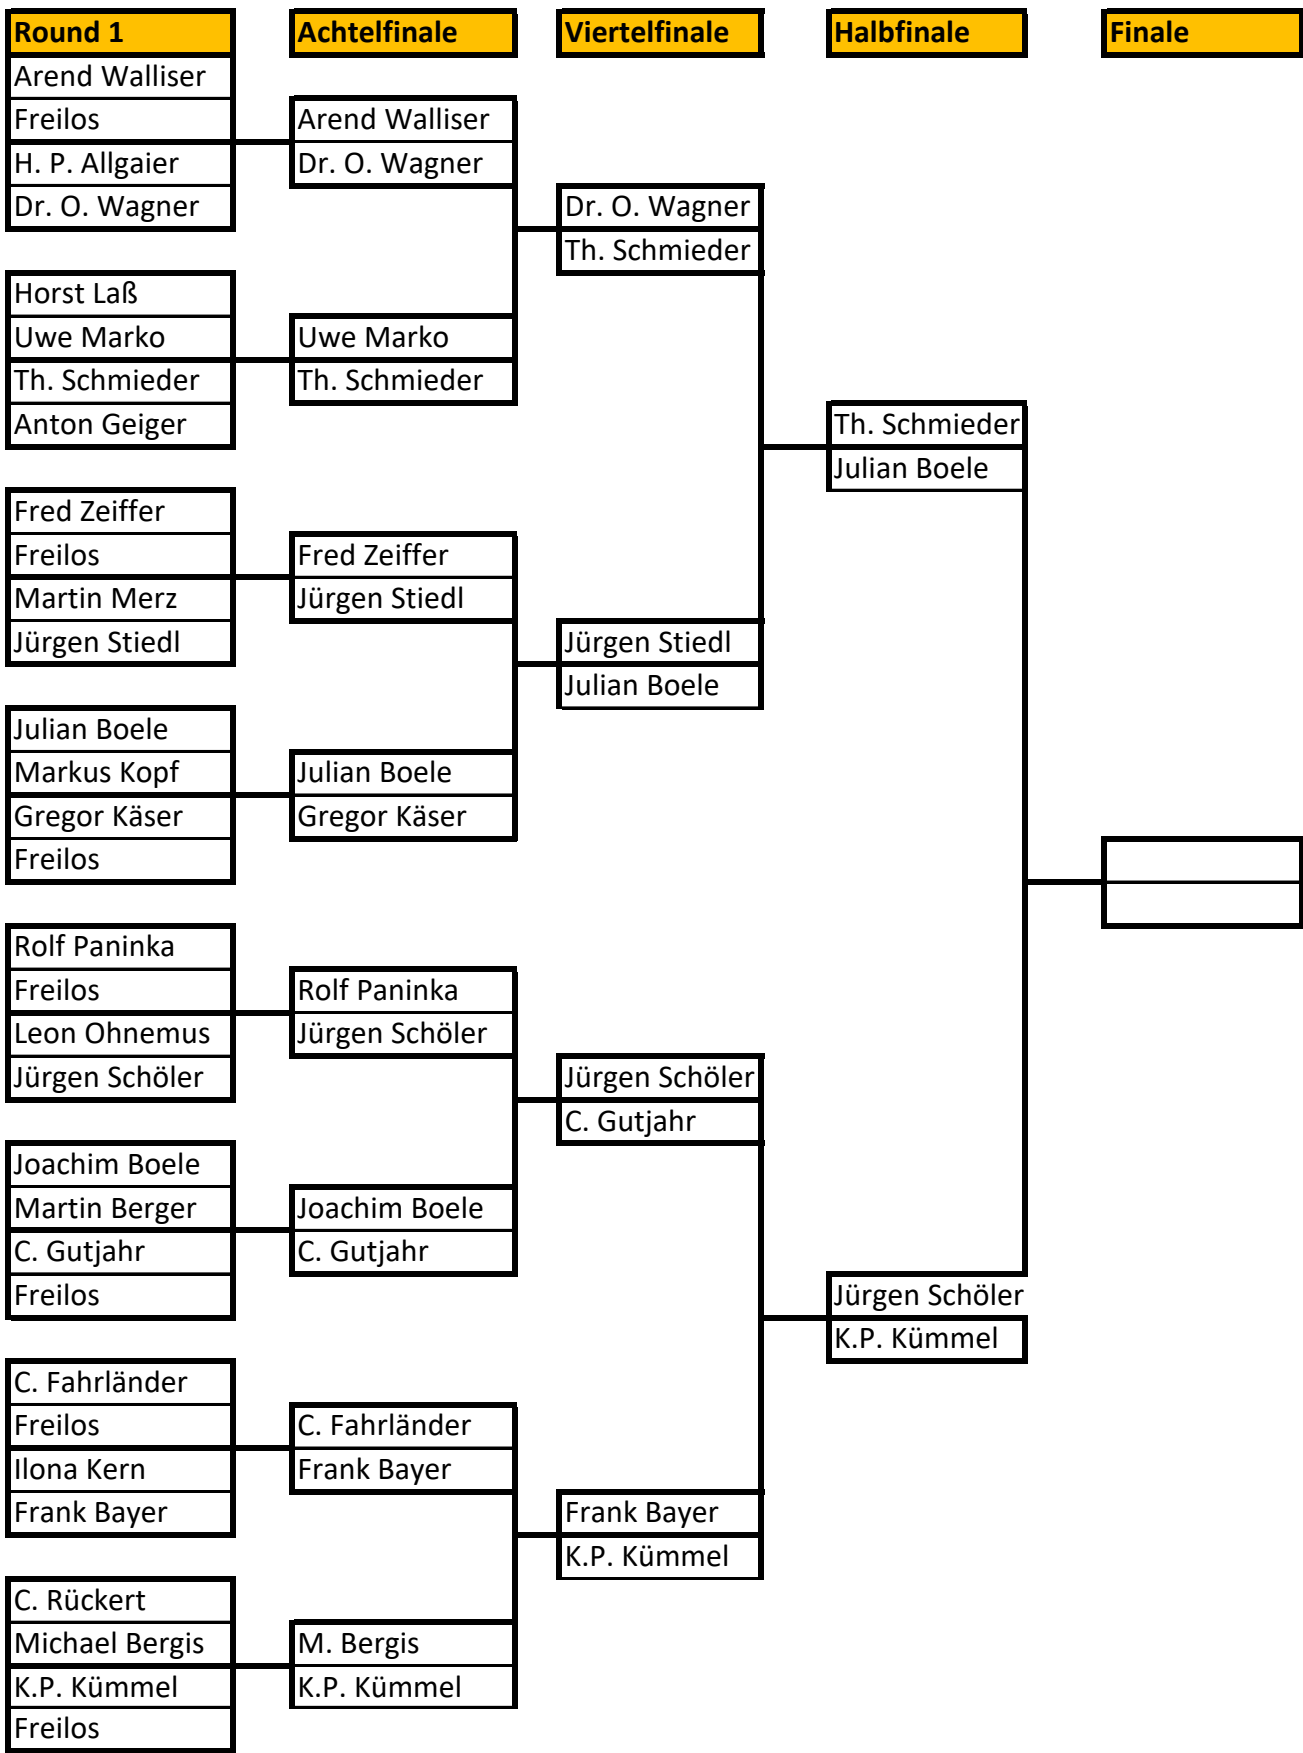 Round 1
Achtelfinale
Viertelfinale
Halbfinale
Finale
Arend Walliser
Freilos
H. P. Allgaier
Dr. O. Wagner
Horst Laß
Uwe Marko
Th. Schmieder
Anton Geiger
Fred Zeiffer
Freilos
Martin Merz
Jürgen Stiedl
Julian Boele
Markus Kopf
Gregor Käser
Freilos
Rolf Paninka
Freilos
Leon Ohnemus
Jürgen Schöler
Joachim Boele
Martin Berger
C. Gutjahr
Freilos
C. Fahrländer
Freilos
Ilona Kern
Frank Bayer
C. Rückert
Michael Bergis
K.P. Kümmel
Freilos
Arend Walliser
Dr. O. Wagner
Uwe Marko
Th. Schmieder
Fred Zeiffer
Jürgen Stiedl
Julian Boele
Gregor Käser
Rolf Paninka
Jürgen Schöler
Joachim Boele
C. Gutjahr
C. Fahrländer
Frank Bayer
M. Bergis
K.P. Kümmel
Dr. O. Wagner
Th. Schmieder
Jürgen Stiedl
Julian Boele
Jürgen Schöler
C. Gutjahr
Frank Bayer
K.P. Kümmel
Th. Schmieder
Julian Boele
Jürgen Schöler
K.P. Kümmel